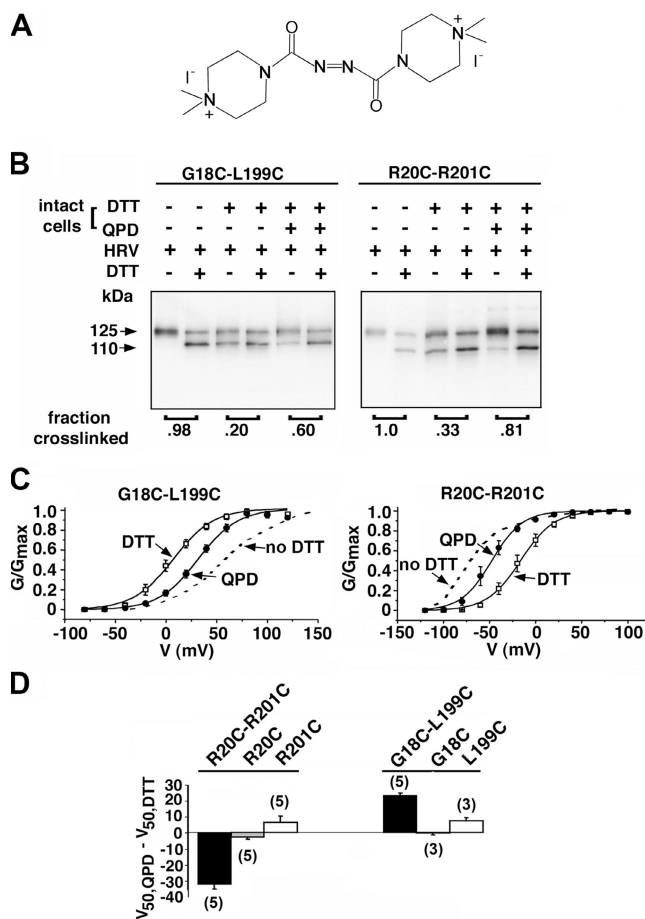 A
O
N
N
N=N
N
N
O
I-
+
I-
+
B
G18C-L199C R20C-R201C
intact cells [ DTT - - + + + + - - + + + +
QPD - - - - + + - - - - + +
HRV + + + + + + + + + + + +
DTT - + - + - + - + - + - +
kDa
125
110
fraction crosslinked .98 .20 .60 1.0 .33 .81
C
G18C-L199C
G/Gmax
1.0
0.8
0.6
0.4
0.2
0.0
DTT
no DTT
QPD
-100 -50 0 50 100 150
V (mV)
R20C-R201C
G/Gmax
1.0
0.8
0.6
0.4
0.2
0.0
QPD
no DTT
DTT
-150 -100 -50 0 50 100
V (mV)
D
R20C-R201C
R20C
R201C
G18C-L199C
G18C
L199C
V50,QPD - V50,DTT
30
20
10
0
-10
-20
-30
-40
(5)
(5)
(5)
(5)
(3)
(3)